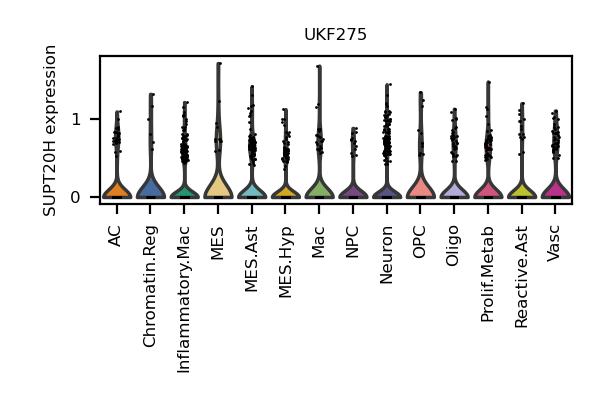 UKF275
SUPT20H expression
1
0
AC
Chromatin.Reg
Inflammatory.Mac
MES
MES.Ast
MES.Hyp
Mac
NPC
Neuron
OPC
Oligo
Prolif.Metab
Reactive.Ast
Vasc